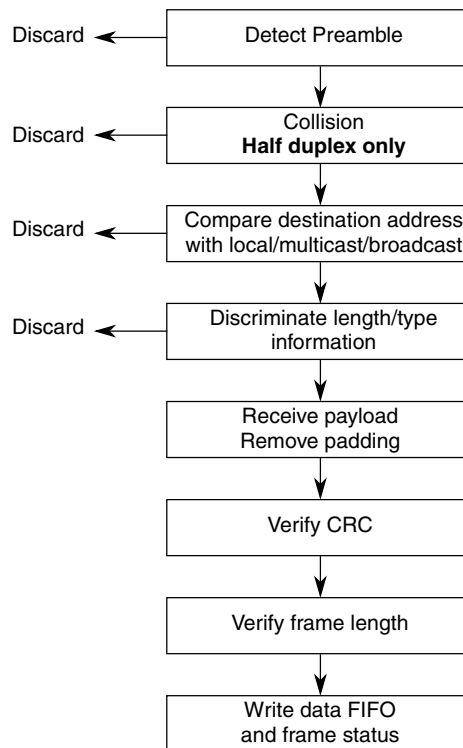 Discard
Detect Preamble
Discard
Collision
Half duplex only
Discard
Compare destination address
with local/multicast/broadcast
Discard
Discriminate length/type
information
Receive payload
Remove padding
Verify CRC
Verify frame length
Write data FIFO
and frame status